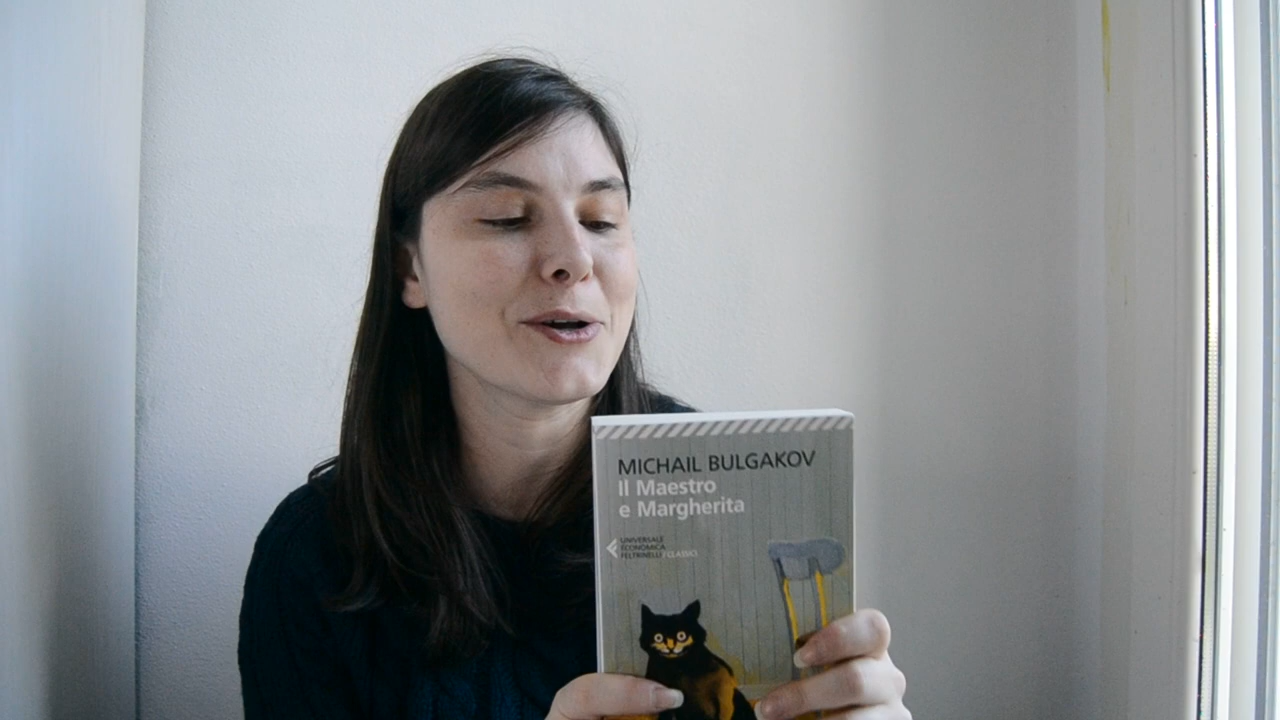 MICHAIL BULGAKOV
Il Maestro
e Margherita
UNIVERSALE
ECONOMICA
FELTRINELLI/CLASSICI